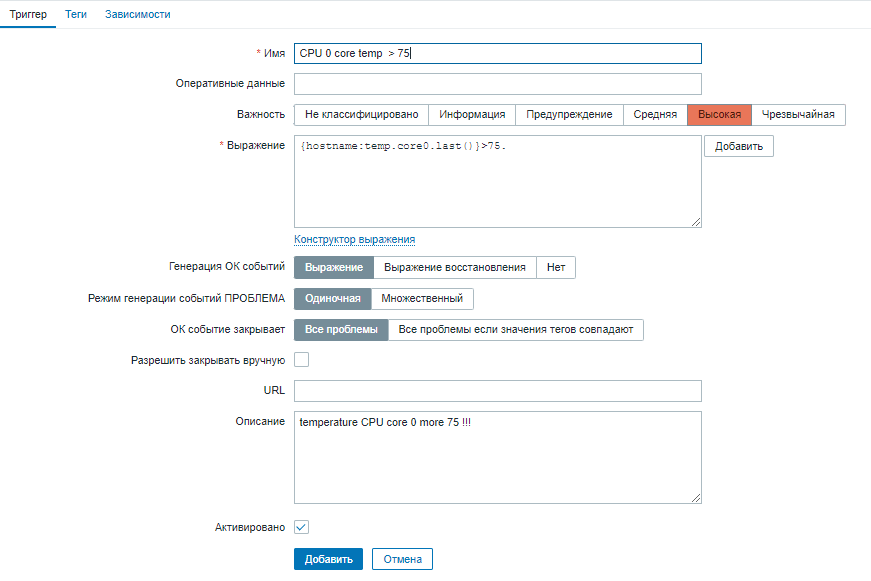 Триггер Теги Зависимости
* Имя CPU 0 core temp  > 75
Оперативные данные
Важность Не классифицировано Информация Предупреждение Средняя Высокая Чрезвычайная
* Выражение {hostname:temp.core0.last()}>75. Добавить
Конструктор выражения
Генерация ОК событий Выражение Выражение восстановления Нет
Режим генерации событий ПРОБЛЕМА Одиночная Множественный
ОК событие закрывает Все проблемы Все проблемы если значения тегов совпадают
Разрешить закрывать вручную
URL
Описание temperature CPU core 0 more 75 !!!
Активировано
Добавить Отмена